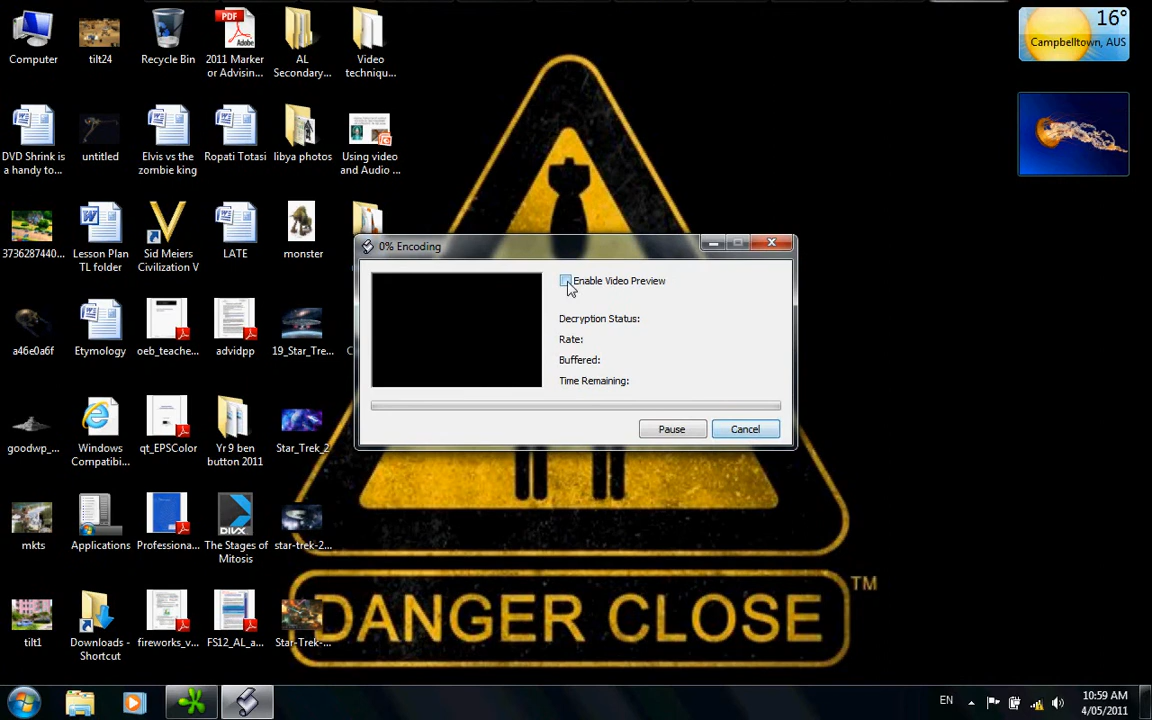 Computer
tilt24
Recycle Bin
PDF
Adobe
2011 Marker
or Advisin...
AL
Secondary...
Video
techniqu...
16°
Campbelltown, AUS
DVD Shrink is
a handy to...
untitled
Elvis vs the
zombie king
Ropati Totasi
libya photos
Using video
and Audio ...
3736287440...
Lesson Plan
TL folder
Sid Meiers
Civilization V
LATE
monster
0% Encoding
Enable Video Preview
Decryption Status:
Rate:
Buffered:
Time Remaining:
Pause
Cancel
a46e0a6f
Etymology
oeb_teache...
advidpp
19_Star_Tre...
goodwp_...
Windows
Compatibi...
qt_EPSColor
Yr 9 ben
button 2011
Star_Trek_2
mkts
Applications
Professiona...
DIVX
The Stages of
Mitosis
star-trek-2...
tilt1
Downloads -
Shortcut
fireworks_v...
FS12_AL_a...
Star-Trek-...
DANGER CLOSE
TM
EN
10:59 AM
4/05/2011